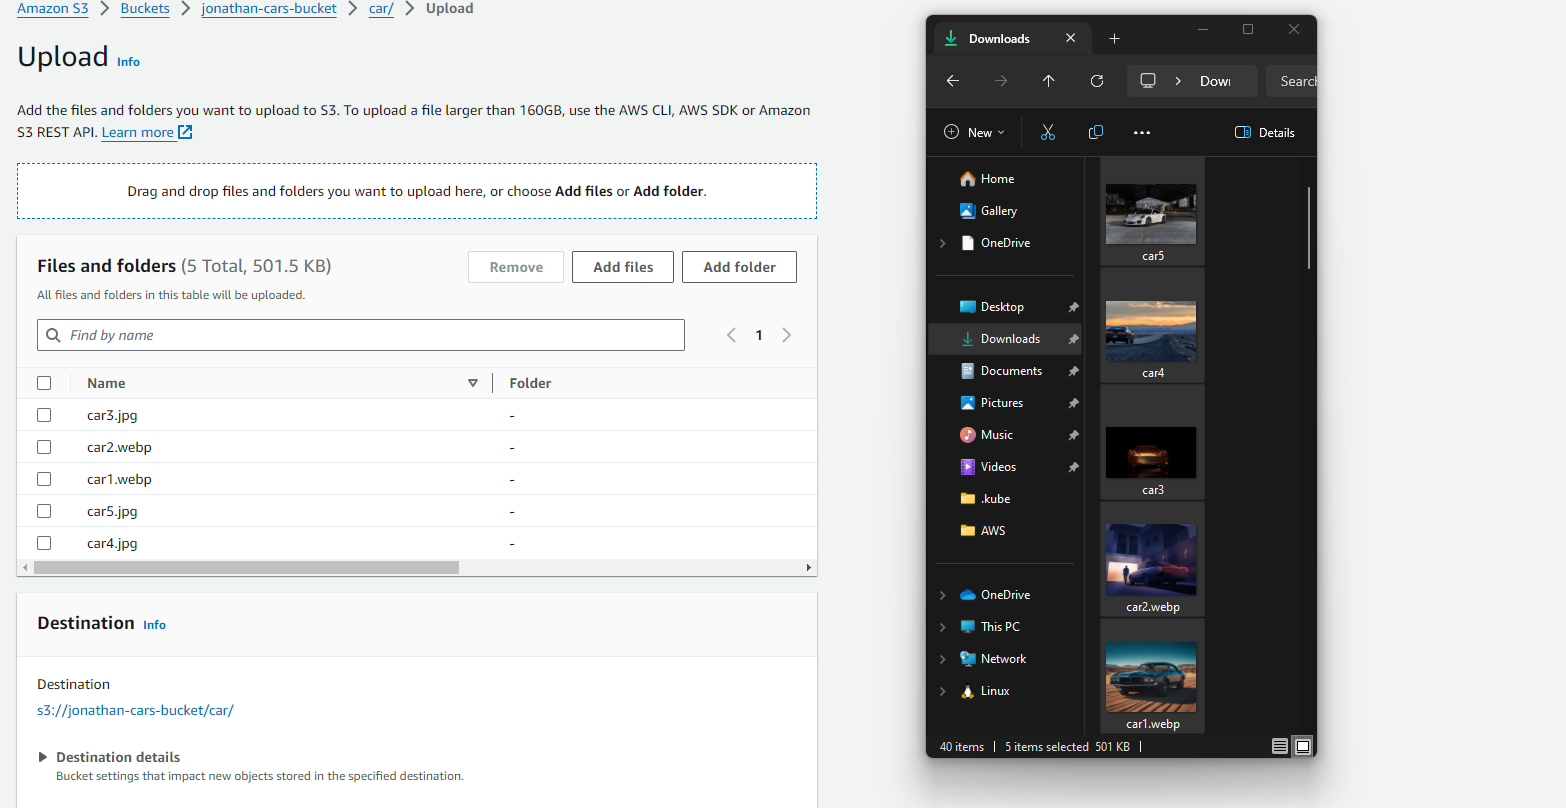 Amazon S3 > Buckets > jonathan-cars-bucket > car/ > Upload
Upload Info
Add the files and folders you want to upload to S3. To upload a file larger than 160GB, use the AWS CLI, AWS SDK or Amazon
S3 REST API. Learn more
Drag and drop files and folders you want to upload here, or choose Add files or Add folder.
Files and folders (5 Total, 501.5 KB)
Remove
Add files
Add folder
All files and folders in this table will be uploaded.
Find by name
1
Name
Folder
car3.jpg -
car2.webp -
car1.webp -
car5.jpg -
car4.jpg -
Destination Info
Destination
s3://jonathan-cars-bucket/car/
Destination details
Bucket settings that impact new objects stored in the specified destination.
Downloads
Dow
Search
New
Details
Home
Gallery
OneDrive
Desktop
Downloads
Documents
Pictures
Music
Videos
.kube
AWS
OneDrive
This PC
Network
Linux
car5
car4
car3
car2.webp
car1.webp
40 items | 5 items selected 501 KB |